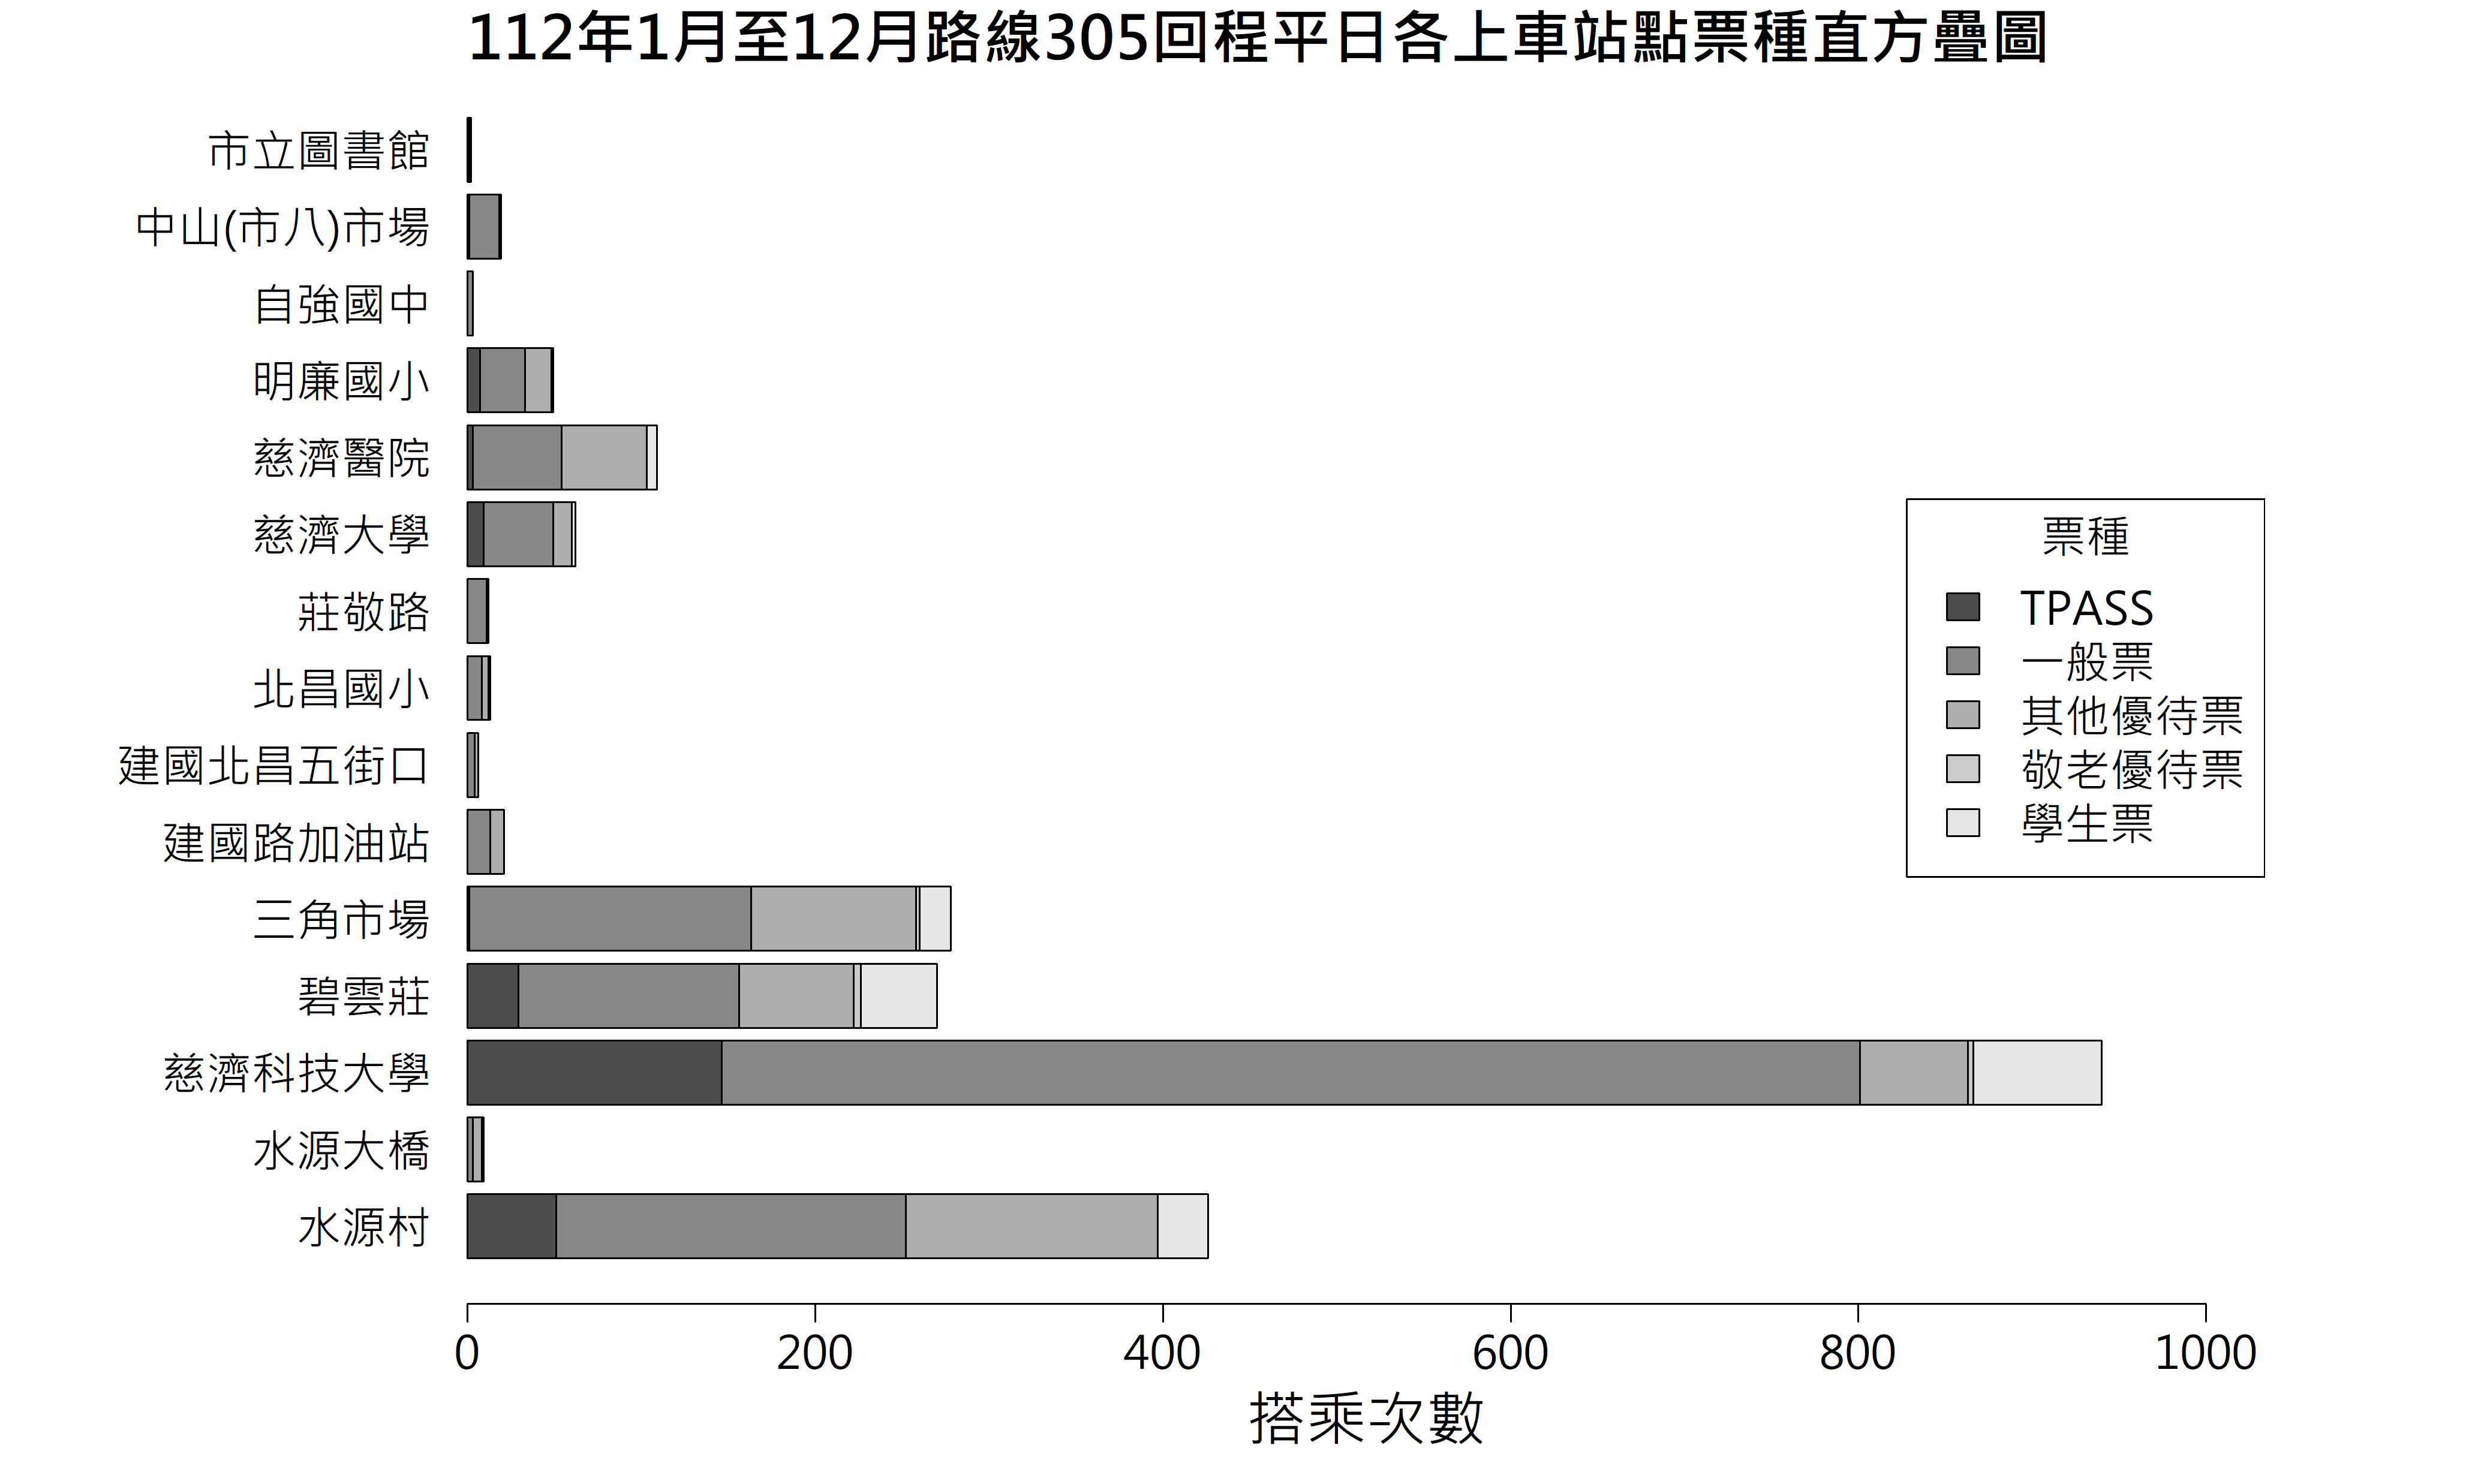 112年1月至12月路線305回程平日各上車站點票種直方疊圖
市立圖書館
中山(市八)市場
自強國中
明廉國小
慈濟醫院
慈濟大學
莊敬路
北昌國小
建國北昌五街口
建國路加油站
三角市場
碧雲莊
慈濟科技大學
水源大橋
水源村
票種
TPASS
一般票
其他優待票
敬老優待票
學生票
0 200 400 600 800 1000
搭乘次數